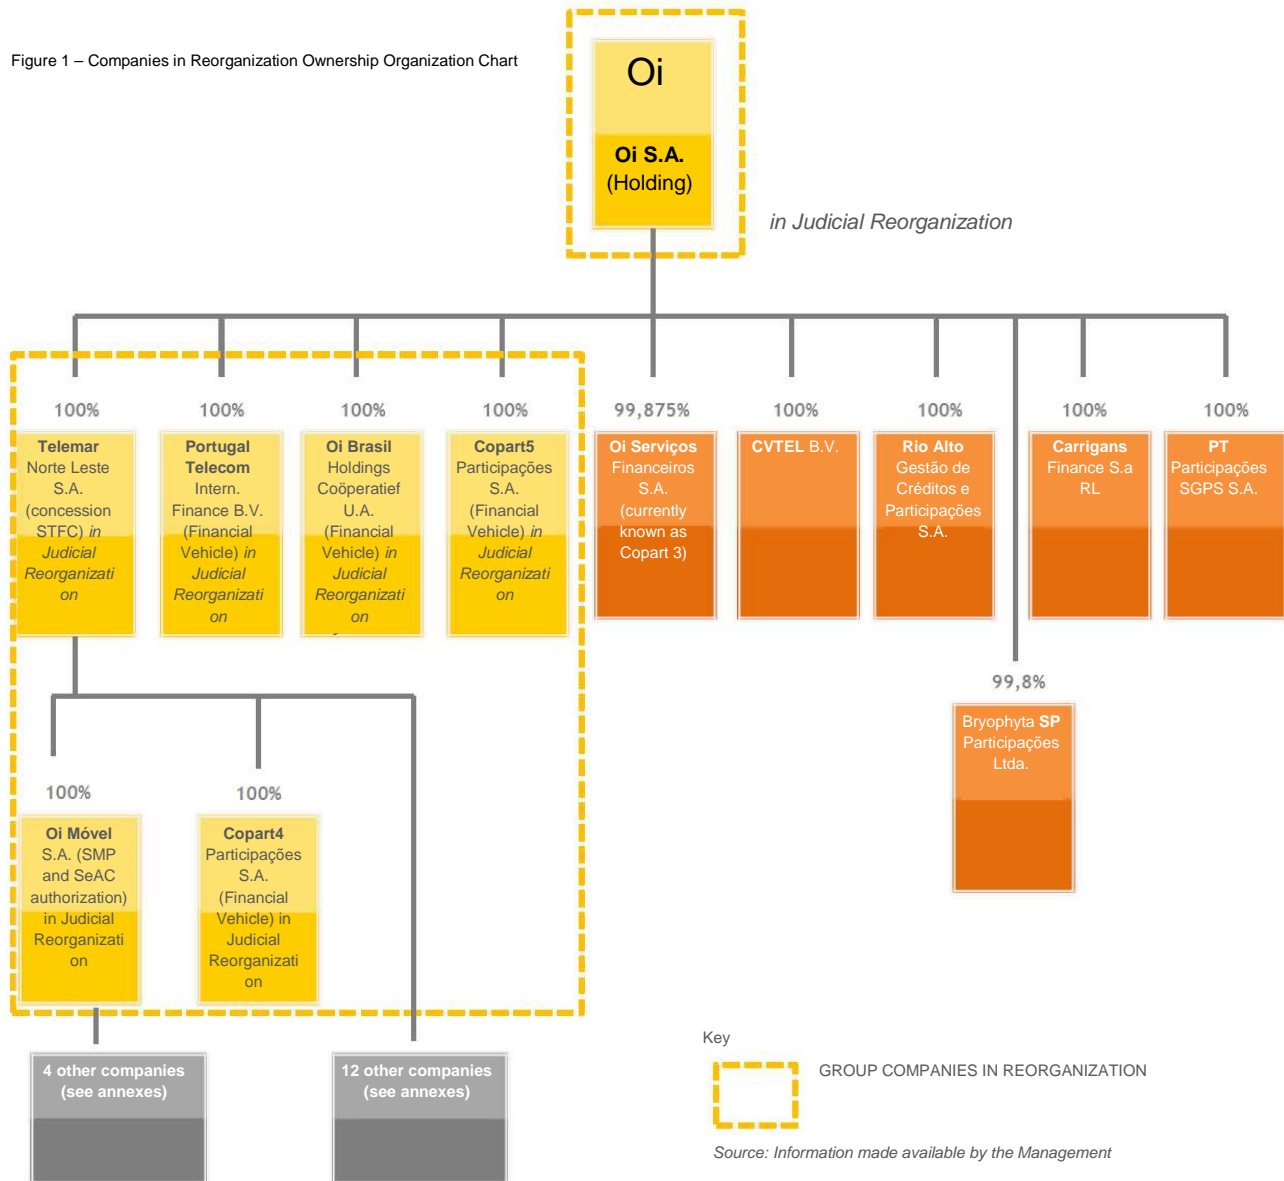 Figure 1 – Companies in Reorganization Ownership Organization Chart
Oi
Oi S.A.
(Holding)
in Judicial Reorganization
100%
Telemar
Norte Leste
S.A.
(concession
STFC) in
Judicial
Reorganizati
on
100%
Portugal
Telecom
Intern.
Finance B.V.
(Financial
Vehicle) in
Judicial
Reorganizati
on
100%
Oi Brasil
Holdings
Coöperatief
U.A.
(Financial
Vehicle) in
Judicial
Reorganizati
on
100%
Copart5
Participações
S.A.
(Financial
Vehicle) in
Judicial
Reorganizati
on
99,875%
Oi Serviços
Financeiros
S.A.
(currently
known as
Copart 3)
100%
CVTEL B.V.
100%
Rio Alto
Gestão de
Créditos e
Participações
S.A.
100%
Carrigans
Finance S.a
RL
100%
PT
Participações
SGPS S.A.
99,8%
Bryophyta SP
Participações
Ltda.
100%
Oi Móvel
S.A. (SMP
and SeAC
authorization)
in Judicial
Reorganizati
on
100%
Copart4
Participações
S.A.
(Financial
Vehicle) in
Judicial
Reorganizati
on
4 other companies
(see annexes)
12 other companies
(see annexes)
Key
GROUP COMPANIES IN REORGANIZATION
Source: Information made available by the Management